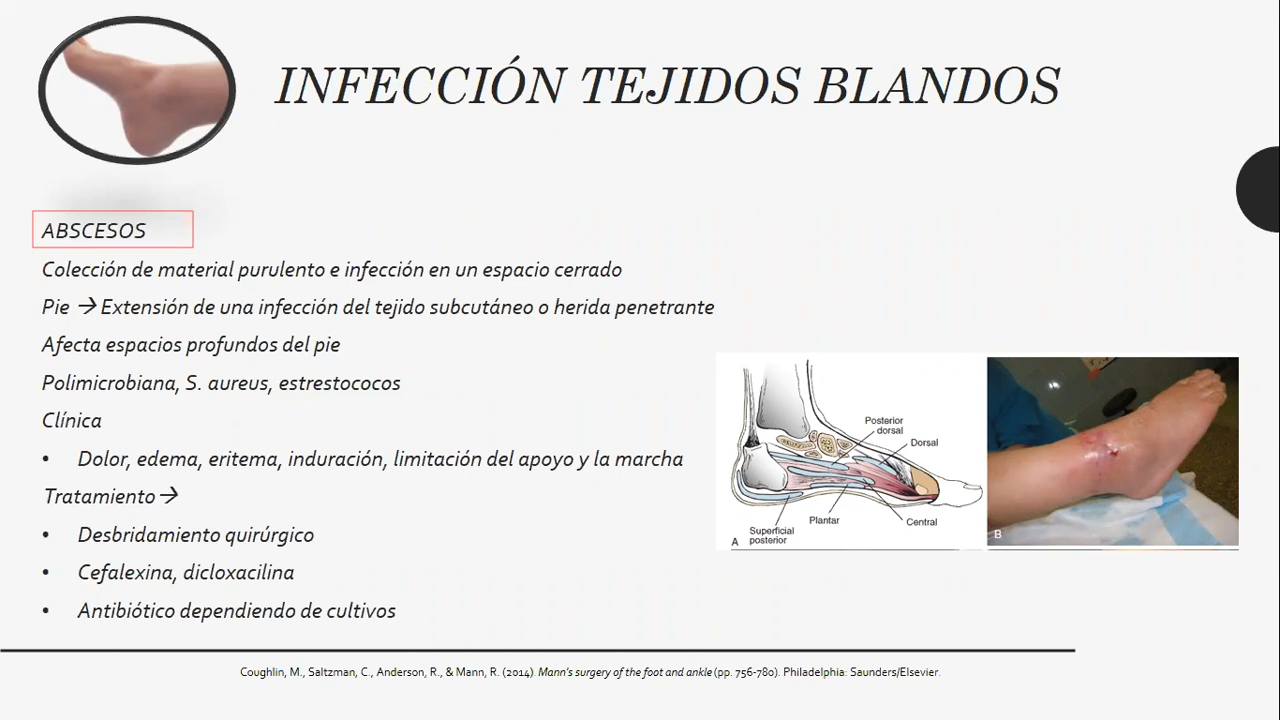 INFECCIÓN TEJIDOS BLANDOS
ABSCESOS
Colección de material purulento e infección en un espacio cerrado
Pie → Extensión de una infección del tejido subcutáneo o herida penetrante
Afecta espacios profundos del pie
Polimicrobiana, S. aureus, estrestococos
Clínica
• Dolor, edema, eritema, induración, limitación del apoyo y la marcha
Tratamiento →
• Desbridamiento quirúrgico
• Cefalexina, dicloxacilina
• Antibiótico dependiendo de cultivos
Posterior
dorsal
Dorsal
Plantar
Central
Superficial
posterior
A
B
Coughlin, M., Saltzman, C., Anderson, R., & Mann, R. (2014). Mann's surgery of the foot and ankle (pp. 756-780). Philadelphia: Saunders/Elsevier.